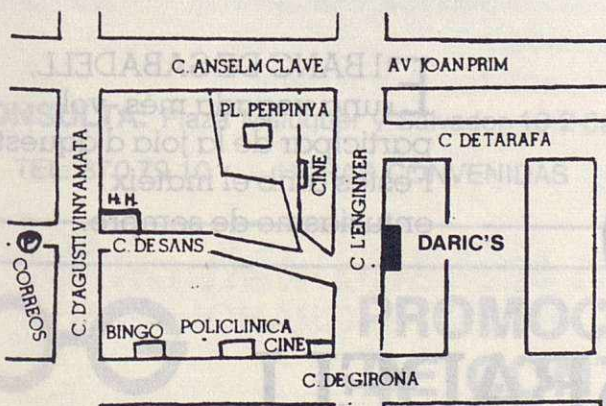 C. ANSELM CLAVE
AV JOAN PRIM
PL. PERPINYA
C. DE TARAFA
CINE
C. D'AGUSTI VINYAMATA
H. H.
C L'ENGINYER
C. DE SANS
DARIC'S
P
CORREOS
BINGO
POLICLINICA
CINE
C. DE GIRONA